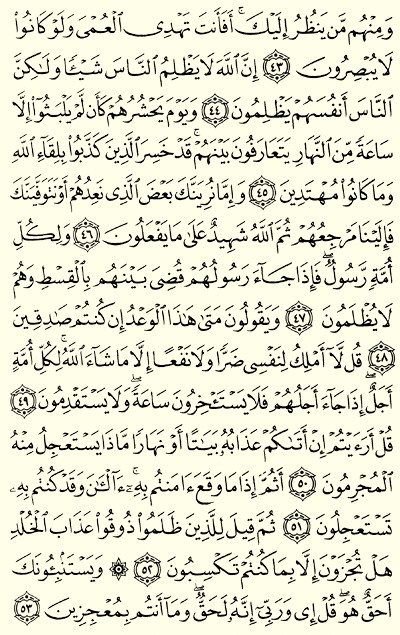 وَمِنْهُم مَّن يَنظُرُ إِلَيْكَ ۚ أَفَأَنتَ تَهْدِى ٱلْعُمْىَ وَلَوْ كَانُوا۟
لَا يُبْصِرُونَ ٤٣ إِنَّ ٱللَّهَ لَا يَظْلِمُ ٱلنَّاسَ شَيْـًٔا وَلَـٰكِنَّ
ٱلنَّاسَ أَنفُسَهُمْ يَظْلِمُونَ ٤٤ وَيَوْمَ يَحْشُرُهُمْ كَأَن لَّمْ يَلْبَثُوٓا۟ إِلَّا
سَاعَةً مِّنَ ٱلنَّهَارِ يَتَعَارَفُونَ بَيْنَهُمْ ۚ قَدْ خَسِرَ ٱلَّذِينَ كَذَّبُوا۟ بِلِقَآءِ ٱللَّهِ
وَمَا كَانُوا۟ مُهْتَدِينَ ٤٥ وَإِمَّا نُرِيَنَّكَ بَعْضَ ٱلَّذِى نَعِدُهُمْ أَوْ نَتَوَفَّيَنَّكَ
فَإِلَيْنَا مَرْجِعُهُمْ ثُمَّ ٱللَّهُ شَهِيدٌ عَلَىٰ مَا يَفْعَلُونَ ٤٦ وَلِكُلِّ
أُمَّةٍ رَّسُولٌ ۖ فَإِذَا جَآءَ رَسُولُهُمْ قُضِىَ بَيْنَهُم بِٱلْقِسْطِ وَهُمْ
لَا يُظْلَمُونَ ٤٧ وَيَقُولُونَ مَتَىٰ هَـٰذَا ٱلْوَعْدُ إِن كُنتُمْ صَـٰدِقِينَ
٤٨ قُل لَّآ أَمْلِكُ لِنَفْسِى ضَرًّا وَلَا نَفْعًا إِلَّا مَا شَآءَ ٱللَّهُ ۗ لِكُلِّ أُمَّةٍ
أَجَلٌ ۚ إِذَا جَآءَ أَجَلُهُمْ فَلَا يَسْتَـْٔخِرُونَ سَاعَةً ۖ وَلَا يَسْتَقْدِمُونَ ٤٩
قُلْ أَرَءَيْتُمْ إِنْ أَتَىٰكُمْ عَذَابُهُۥ بَيَـٰتًا أَوْ نَهَارًا مَّاذَا يَسْتَعْجِلُ مِنْهُ
ٱلْمُجْرِمُونَ ٥٠ أَثُمَّ إِذَا مَا وَقَعَ ءَامَنتُم بِهِۦٓ ۚ ءَآلْـَٔـٰنَ وَقَدْ كُنتُم بِهِۦ
تَسْتَعْجِلُونَ ٥١ ثُمَّ قِيلَ لِلَّذِينَ ظَلَمُوا۟ ذُوقُوا۟ عَذَابَ ٱلْخُلْدِ
هَلْ تُجْزَوْنَ إِلَّا بِمَا كُنتُمْ تَكْسِبُونَ ٥٢ ۞ وَيَسْتَنۢبِـُٔونَكَ
أَحَقٌّ هُوَ ۖ قُلْ إِى وَرَبِّىٓ إِنَّهُۥ لَحَقٌّ ۖ وَمَآ أَنتُم بِمُعْجِزِينَ ٥٣